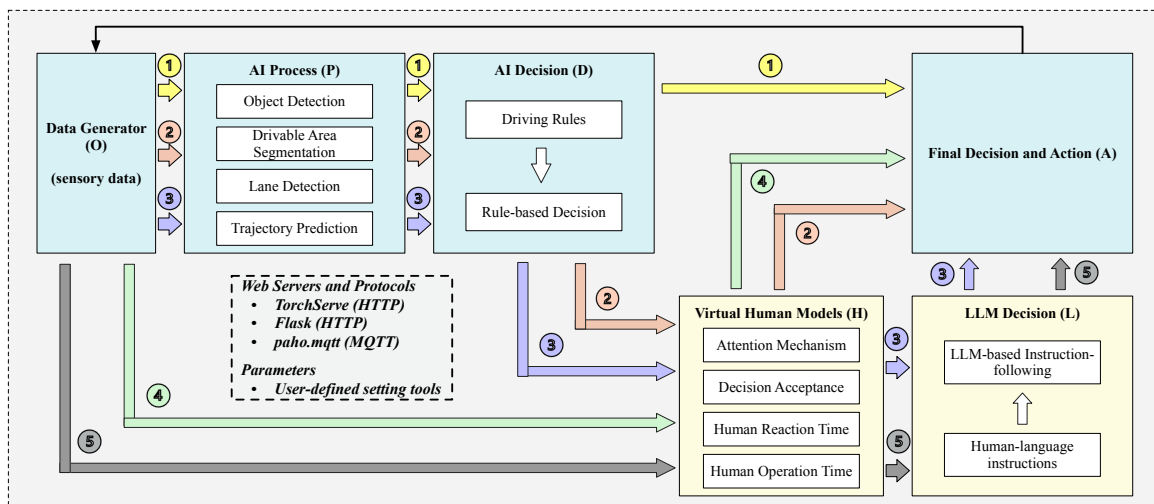 1
1
1
AI Process (P)
AI Decision (D)
Object Detection
Data Generator
(O)
(sensory data)
2
Drivable Area
Segmentation
2
Driving Rules
Final Decision and Action (A)
4
3
Lane Detection
3
Rule-based Decision
Trajectory Prediction
2
Web Servers and Protocols
• TorchServe (HTTP)
• Flask (HTTP)
• paho.mqtt (MQTT)
Parameters
• User-defined setting tools
2
3
3
5
Virtual Human Models (H)
LLM Decision (L)
Attention Mechanism
3
LLM-based Instruction-
following
Decision Acceptance
4
Human Reaction Time
5
5
Human Operation Time
Human-language
instructions